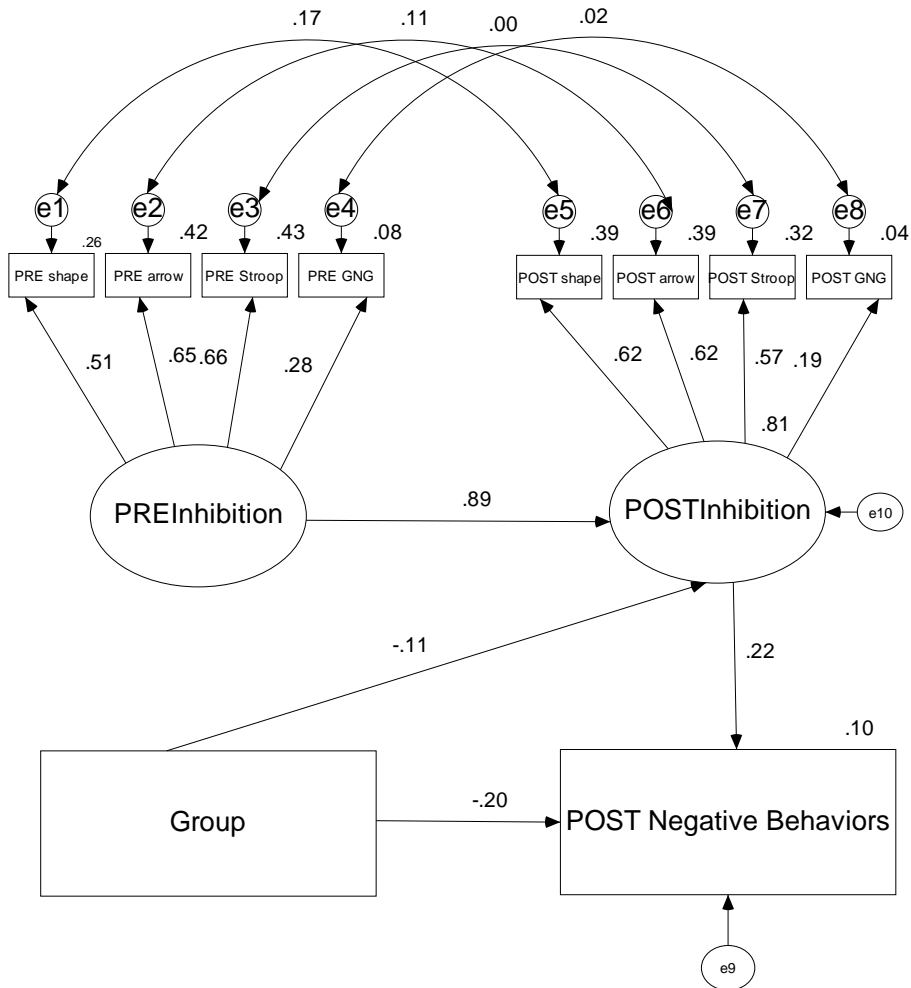 .17
.11
.00
.02
e1
e2
e3
e4
e5
e6
e7
e8
.26
.42
.43
.08
.39
.39
.32
.04
PRE shape
PRE arrow
PRE Stroop
PRE GNG
POST shape
POST arrow
POST Stroop
POST GNG
.51
.65
.66
.28
.62
.62
.57
.19
.81
PREInhibition
.89
POSTInhibition
e10
-.11
.22
.10
Group
-.20
POST Negative Behaviors
e9